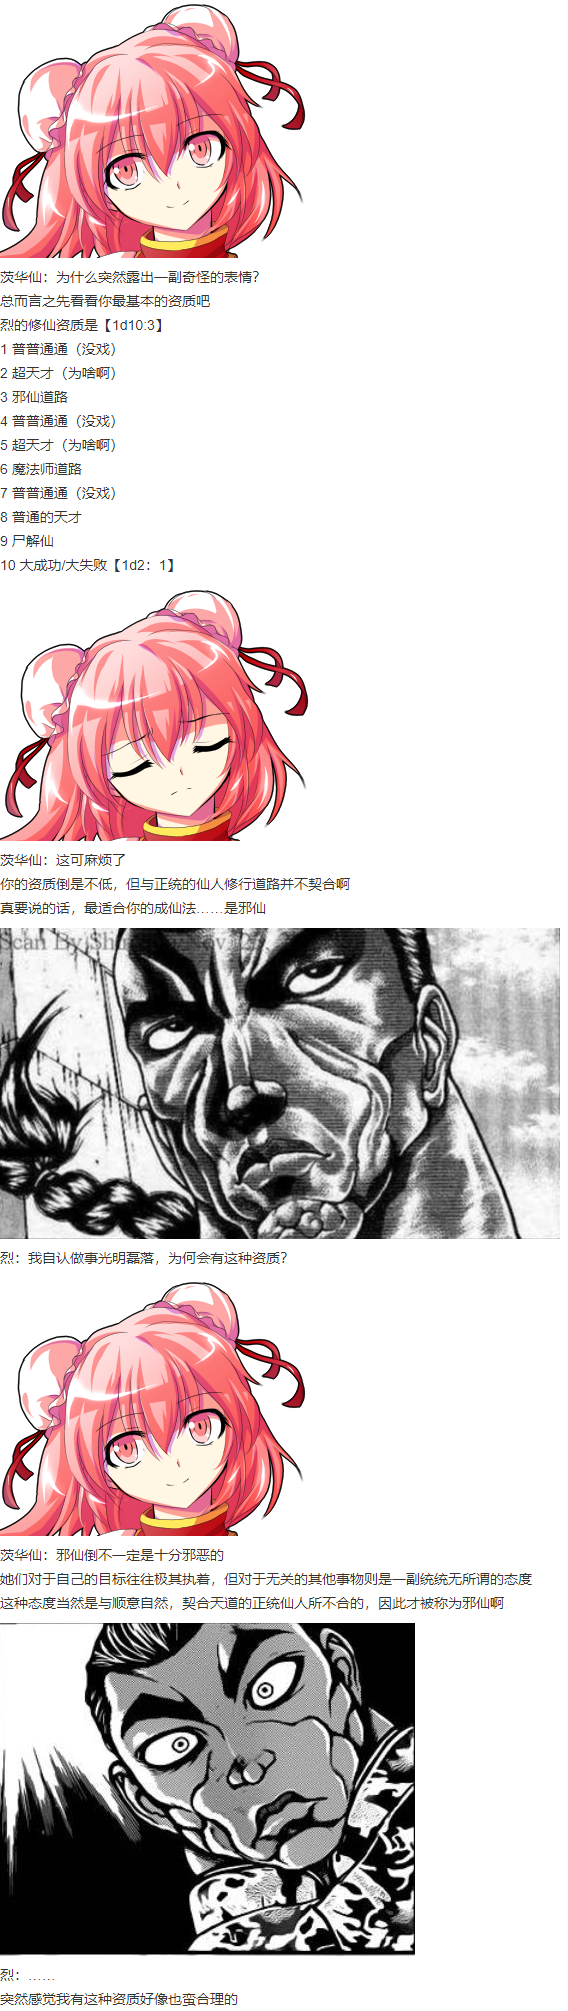 茨华仙：为什么突然露出一副奇怪的表情？
总而言之先看看你最基本的资质吧
烈的修仙资质是【1d10:3】
1 普普通通（没戏）
2 超天才（为啥啊）
3 邪仙道路
4 普普通通（没戏）
5 超天才（为啥啊）
6 魔法师道路
7 普普通通（没戏）
8 普通的天才
9 尸解仙
10 大成功/大失败【1d2：1】
茨华仙：这可麻烦了
你的资质倒是不低，但与正统的仙人修行道路并不契合啊
真要说的话，最适合你的成仙法……是邪仙
烈：我自认做事光明磊落，为何会有这种资质？
茨华仙：邪仙倒不一定是十分邪恶的
她们对于自己的目标往往极其执着，但对于无关的其他事物则是一副统统无所谓的态度
这种态度当然是与顺意自然，契合天道的正统仙人所不合的，因此才被称为邪仙啊
烈：……
突然感觉我有这种资质好像也蛮合理的